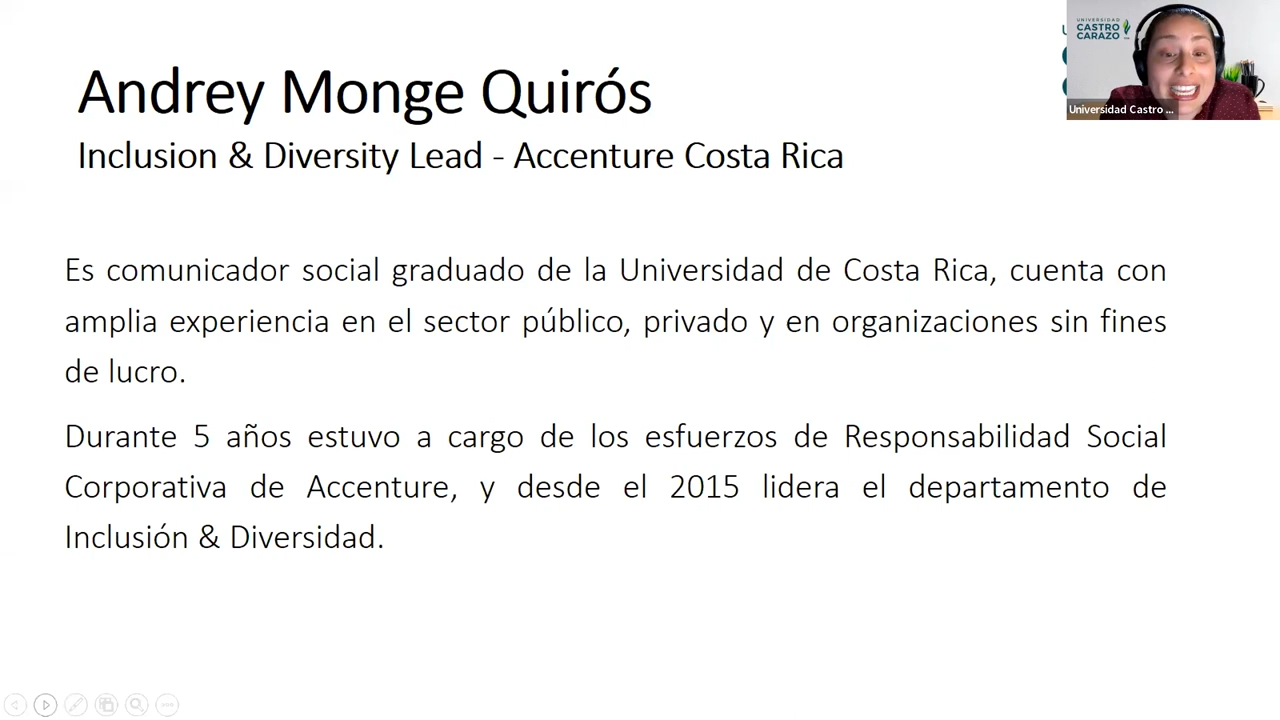 Andrey Monge Quirós
Inclusion & Diversity Lead - Accenture Costa Rica
UNIVERSIDAD
CASTRO
CARAZO
Universidad Castro ...
Es comunicador social graduado de la Universidad de Costa Rica, cuenta con
amplia experiencia en el sector público, privado y en organizaciones sin fines
de lucro.
Durante 5 años estuvo a cargo de los esfuerzos de Responsabilidad Social
Corporativa de Accenture, y desde el 2015 lidera el departamento de
Inclusión & Diversidad.